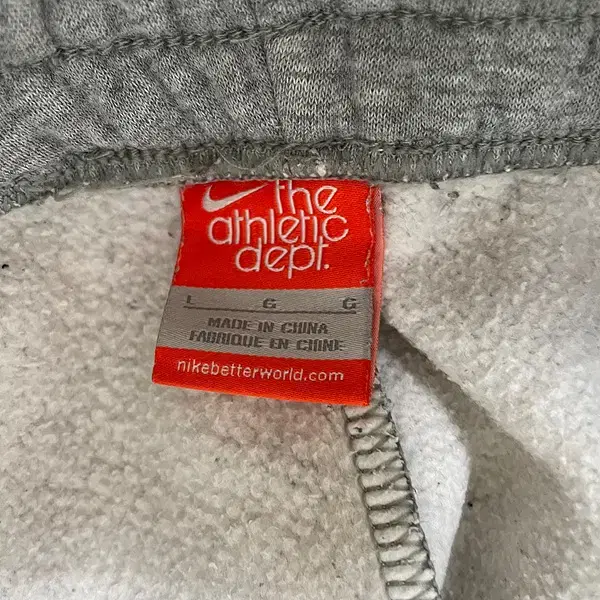 the
athletic
dept.
L G G
MADE IN CHINA
FABRIQUE EN CHINE
nikebetterworld.com